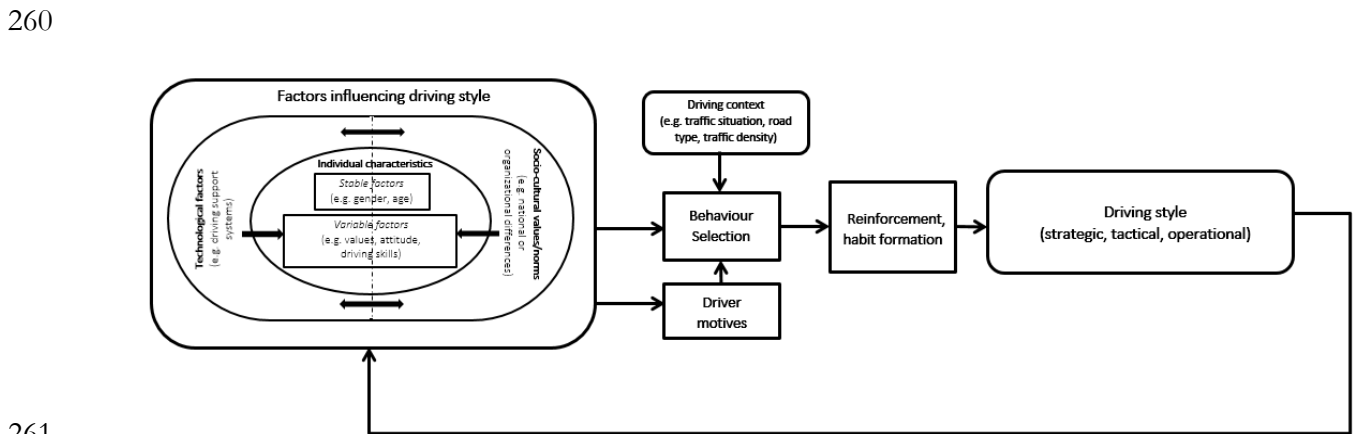 260
Factors influencing driving style
Technological factors
(e.g. driving support
systems)
Individual characteristics
Stable factors
(e.g. gender, age)
Variable factors
(e.g. values, attitude,
driving skills)
Socio-cultural values/norms
(e.g. national or
organizational differences)
Driving context
(e.g. traffic situation, road
type, traffic density)
Behaviour
Selection
Driver
motives
Reinforcement,
habit formation
Driving style
(strategic, tactical, operational)
261